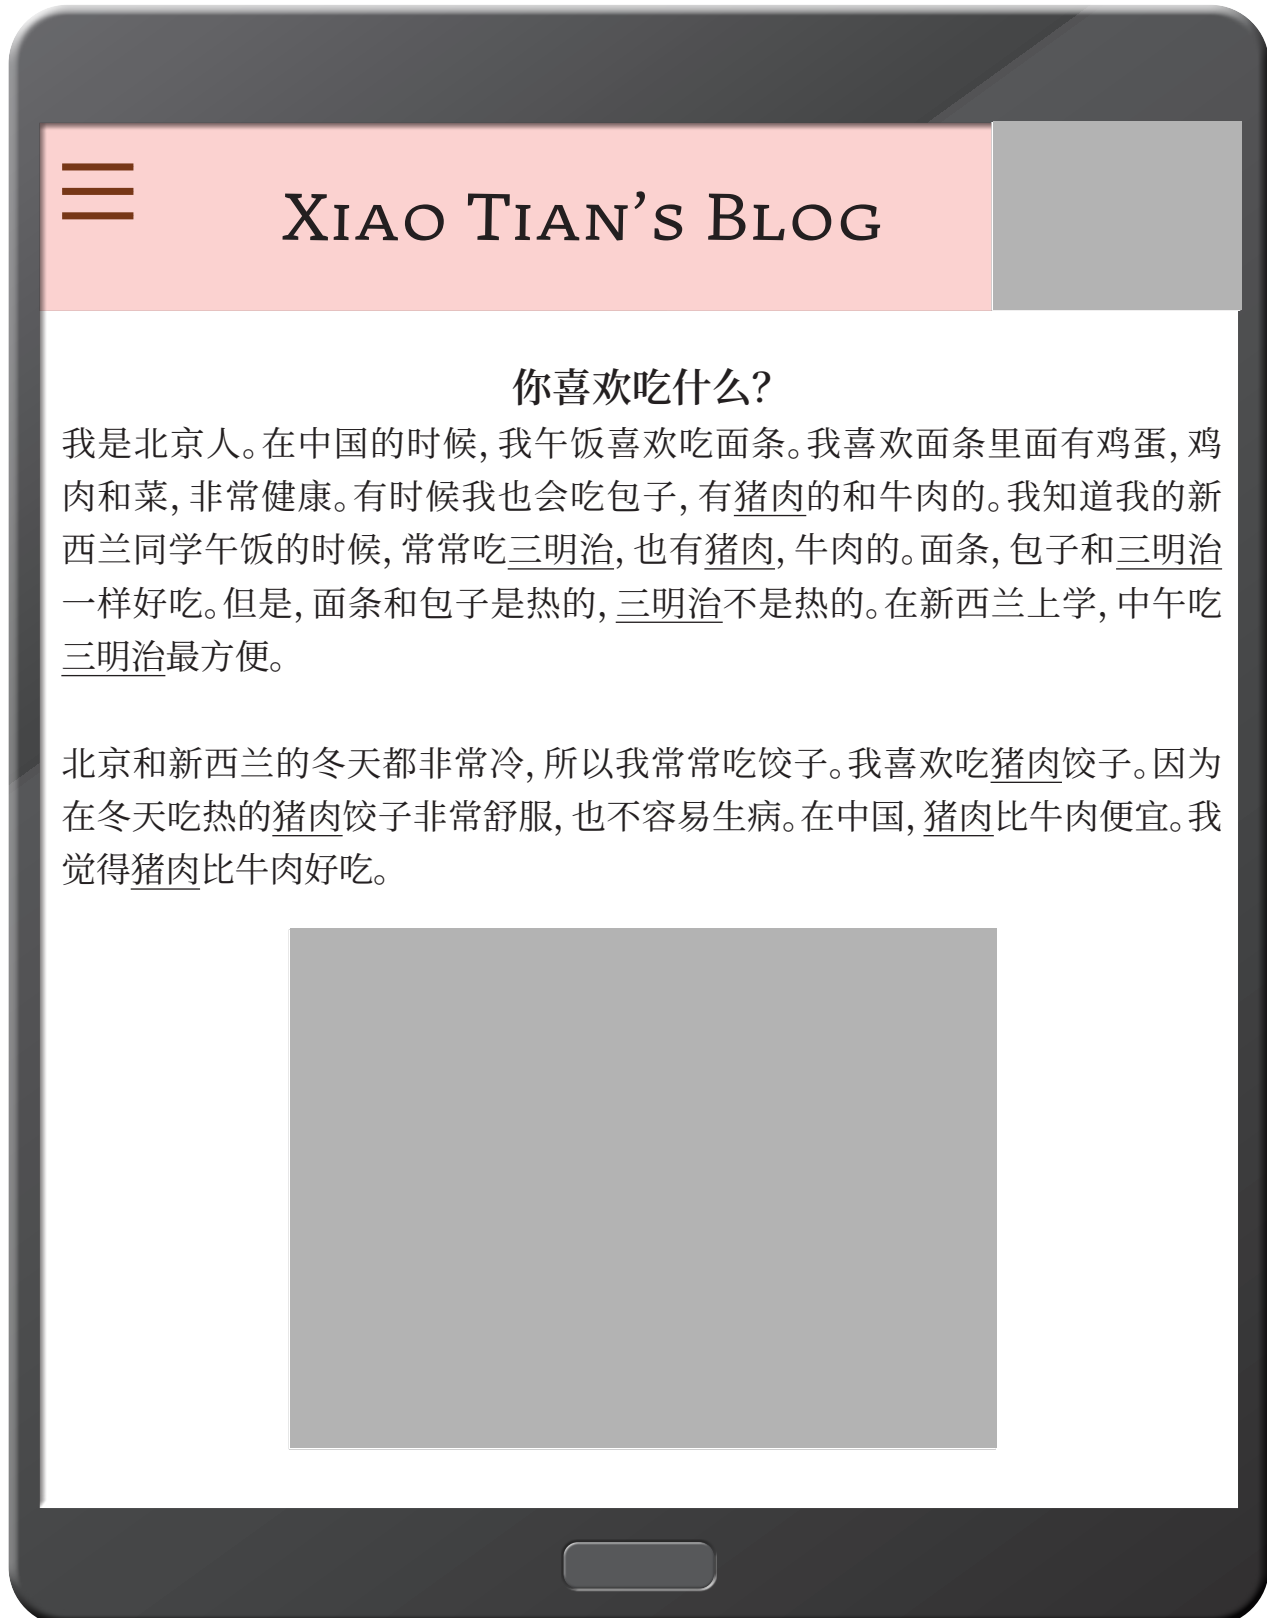 Xiao Tian’s Blog
你喜欢吃什么？
我是北京人。在中国的时候，我午饭喜欢吃面条。我喜欢面条里面有鸡蛋，鸡
肉和菜，非常健康。有时候我也会吃包子，有猪肉的和牛肉的。我知道我的新
西兰同学午饭的时候，常常吃三明治，也有猪肉，牛肉的。面条，包子和三明治
一样好吃。但是，面条和包子是热的，三明治不是热的。在新西兰上学，中午吃
三明治最方便。
北京和新西兰的冬天都非常冷，所以我常常吃饺子。我喜欢吃猪肉饺子。因为
在冬天吃热的猪肉饺子非常舒服，也不容易生病。在中国，猪肉比牛肉便宜。我
觉得猪肉比牛肉好吃。